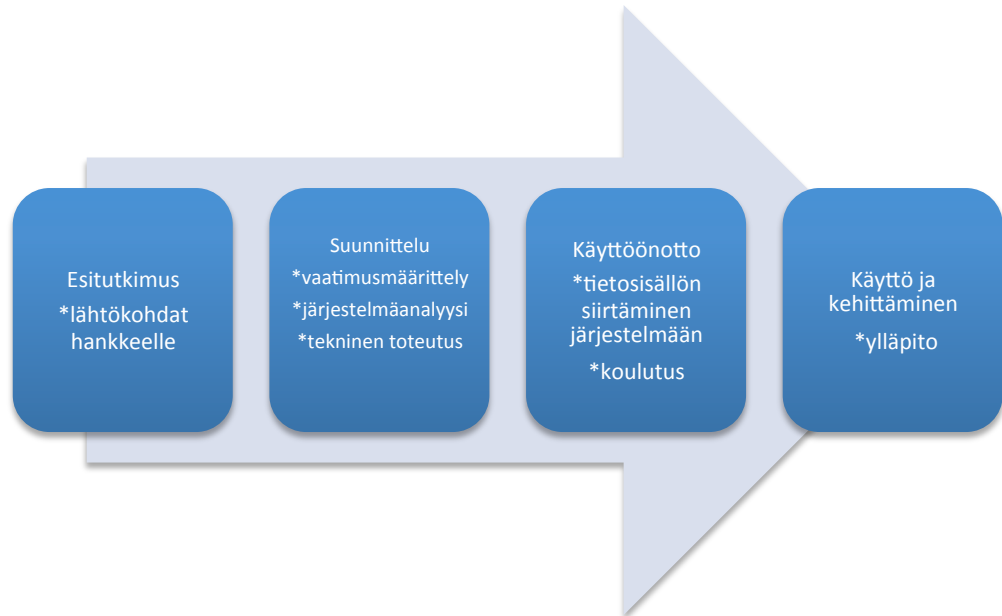 Esitutkimus
*lähtökohdat
hankkeelle
Suunnittelu
*vaatimusmäärittely
*järjestelmäanalyysi
*tekninen toteutus
Käyttöönotto
*tietosisällön
siirtäminen
järjestelmään
*koulutus
Käyttö ja
kehittäminen
*ylläpito